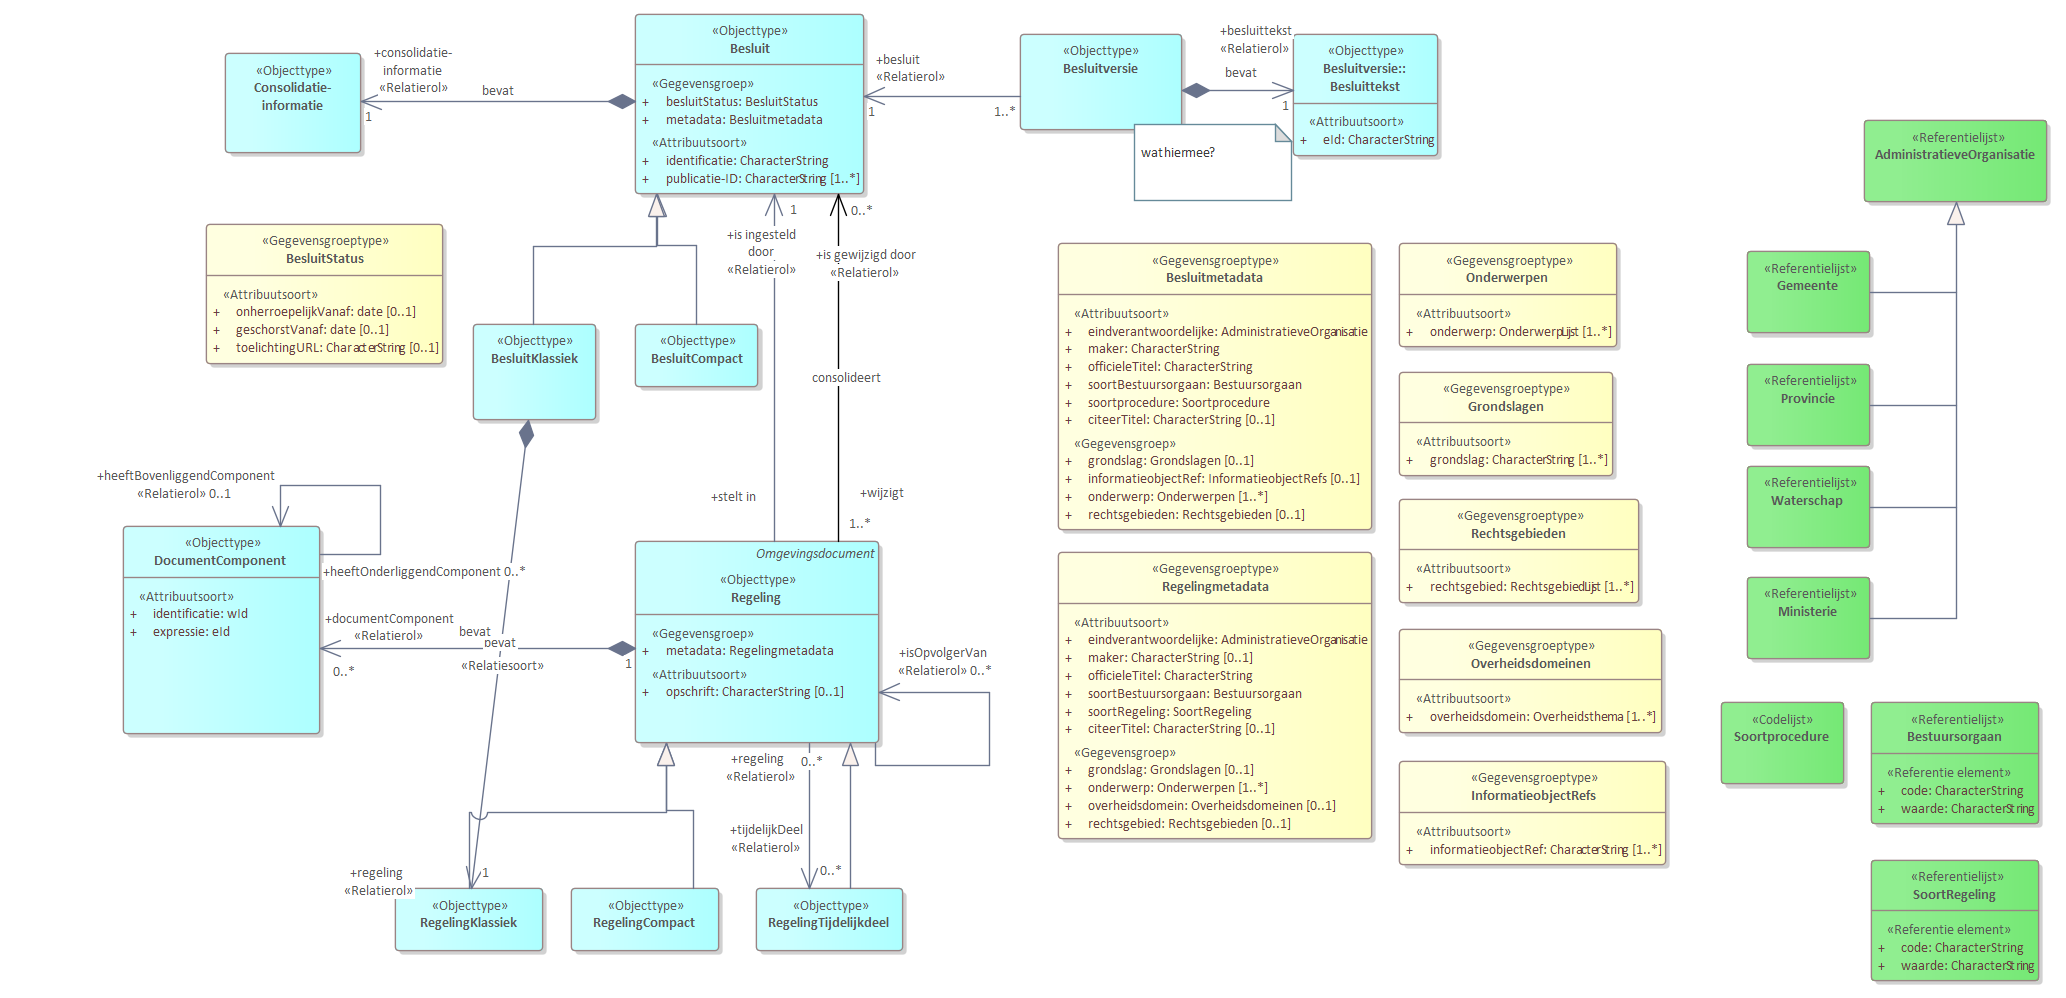 «Objecttype»
Besluit
«Gegevensgroep»
+ besluitStatus: BesluitStatus
+ metadata: Besluitmetadata
«Attribuutsoort»
+ identificatie: CharacterString
+ publicatie-ID: CharacterString [1..*]
«Objecttype»
Consolidatie-
informatie
+consolidatie-
informatie
«Relatierol»
bevat
1
+besluit
«Relatierol»
1
1..*
«Objecttype»
Besluitversie
+besluittekst
«Relatierol»
bevat
1
«Objecttype»
Besluitversie::
Besluittekst
«Attribuutsoort»
+ eId: CharacterString
wat hiermee?
«Referentielijst»
AdministratieveOrganisatie
«Gegevensgroeptype»
BesluitStatus
«Attribuutsoort»
+ onherroepelijkVanaf: date [0..1]
+ geschorstVanaf: date [0..1]
+ toelichtingURL: CharacterString [0..1]
1
+is ingesteld
door
«Relatierol»
0..*
+is gewijzigd door
«Relatierol»
consolideert
+stelt in
+wijzigt
1..*
«Objecttype»
BesluitKlassiek
«Objecttype»
BesluitCompact
«Gegevensgroeptype»
Besluitmetadata
«Attribuutsoort»
+ eindverantwoordelijke: AdministratieveOrganisatie
+ maker: CharacterString
+ officieleTitel: CharacterString
+ soortBestuursorgaan: Bestuursorgaan
+ soortprocedure: Soortprocedure
+ citeerTitel: CharacterString [0..1]
«Gegevensgroep»
+ grondslag: Grondslagen [0..1]
+ informatieobjectRef: InformatieobjectRefs [0..1]
+ onderwerp: Onderwerpen [1..*]
+ rechtsgebieden: Rechtsgebieden [0..1]
«Gegevensgroeptype»
Onderwerpen
«Attribuutsoort»
+ onderwerp: OnderwerpLijst [1..*]
«Gegevensgroeptype»
Grondslagen
«Attribuutsoort»
+ grondslag: CharacterString [1..*]
«Gegevensgroeptype»
Rechtsgebieden
«Attribuutsoort»
+ rechtsgebied: RechtsgebiedLijst [1..*]
«Gegevensgroeptype»
Overheidsdomeinen
«Attribuutsoort»
+ overheidsdomein: Overheidsthema [1..*]
«Gegevensgroeptype»
InformatieobjectRefs
«Attribuutsoort»
+ informatieobjectRef: CharacterString [1..*]
«Referentielijst»
Gemeente
«Referentielijst»
Provincie
«Referentielijst»
Waterschap
«Referentielijst»
Ministerie
+heeftBovenliggendComponent
«Relatierol» 0..1
+heeftOnderliggendComponent 0..*
«Objecttype»
DocumentComponent
«Attribuutsoort»
+ identificatie: wId
+ expressie: eId
+documentComponent
«Relatierol»
0..*
bevat
bevat
«Relatiesoort»
1
Omgevingsdocument
«Objecttype»
Regeling
«Gegevensgroep»
+ metadata: Regelingmetadata
«Attribuutsoort»
+ opschrift: CharacterString [0..1]
+isOpvolgerVan
«Relatierol» 0..*
«Gegevensgroeptype»
Regelingmetadata
«Attribuutsoort»
+ eindverantwoordelijke: AdministratieveOrganisatie
+ maker: CharacterString [0..1]
+ officieleTitel: CharacterString
+ soortBestuursorgaan: Bestuursorgaan
+ soortRegeling: SoortRegeling
+ citeerTitel: CharacterString [0..1]
«Gegevensgroep»
+ grondslag: Grondslagen [0..1]
+ onderwerp: Onderwerpen [1..*]
+ overheidsdomein: Overheidsdomeinen [0..1]
+ rechtsgebied: Rechtsgebieden [0..1]
+regeling
«Relatierol»
0..*
+tijdelijkDeel
«Relatierol»
0..*
+regeling
«Relatierol»
1
«Objecttype»
RegelingKlassiek
«Objecttype»
RegelingCompact
«Objecttype»
RegelingTijdelijkdeel
«Codelijst»
Soortprocedure
«Referentielijst»
Bestuursorgaan
«Referentie element»
+ code: CharacterString
+ waarde: CharacterString
«Referentielijst»
SoortRegeling
«Referentie element»
+ code: CharacterString
+ waarde: CharacterString